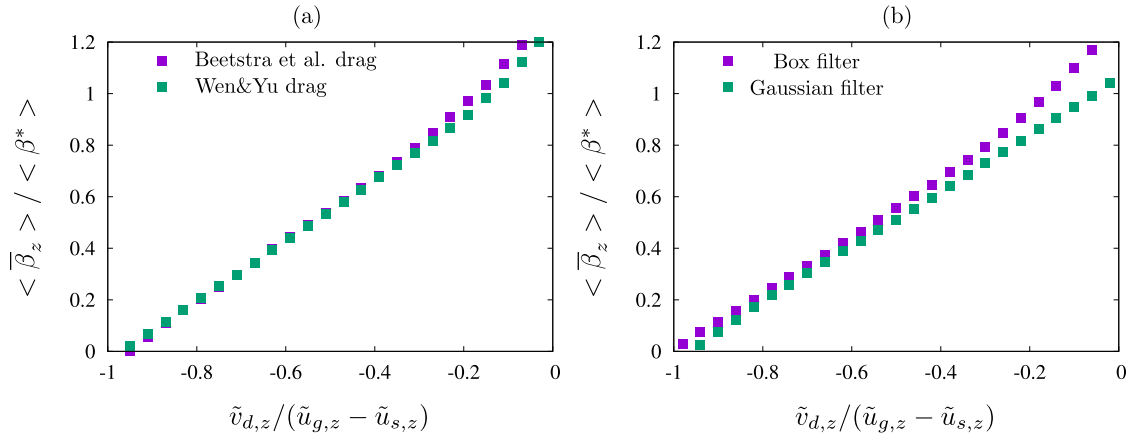 (a)
1.2
1
0.8
0.6
0.4
0.2
0
-1
-0.8
-0.6
-0.4
-0.2
0
< β̅_z > / < β* >
ṽ_{d,z}/(ũ_{g,z} − ũ_{s,z})
Beetstra et al. drag
Wen&Yu drag
(b)
1.2
1
0.8
0.6
0.4
0.2
0
-1
-0.8
-0.6
-0.4
-0.2
0
< β̅_z > / < β* >
ṽ_{d,z}/(ũ_{g,z} − ũ_{s,z})
Box filter
Gaussian filter